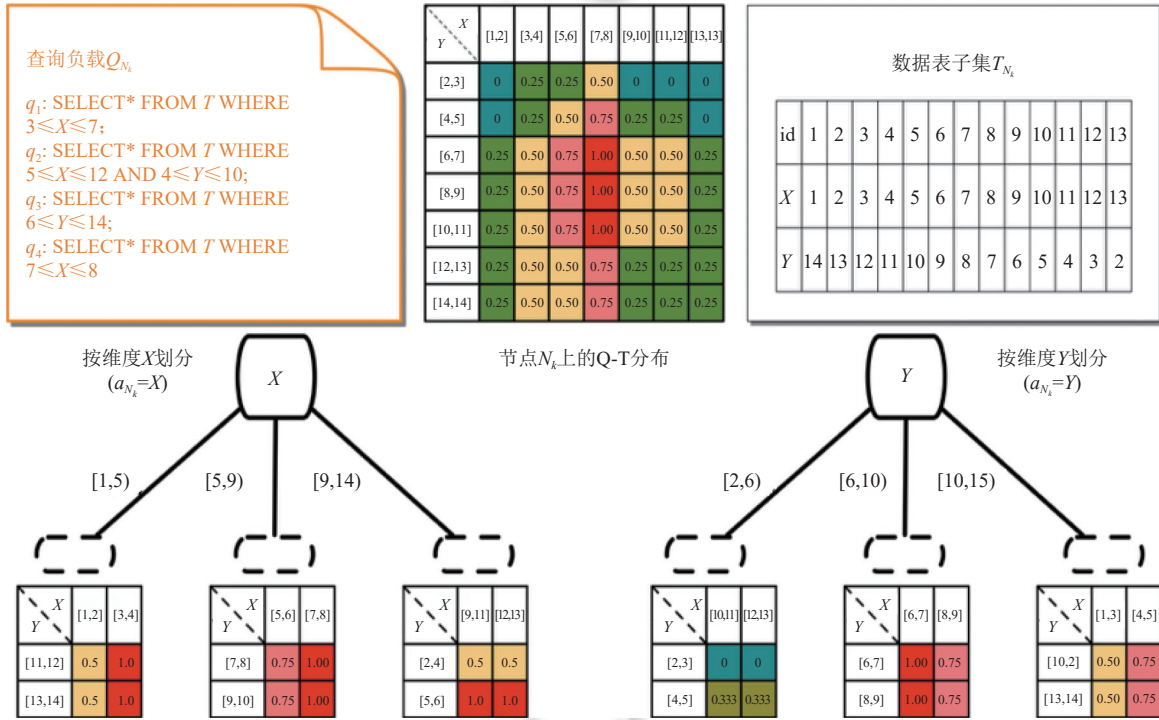 查询负载Q_{N_k}
q₁: SELECT* FROM T WHERE
3≤X≤7;
q₂: SELECT* FROM T WHERE
5≤X≤12 AND 4≤Y≤10;
q₃: SELECT* FROM T WHERE
6≤Y≤14;
q₄: SELECT* FROM T WHERE
7≤X≤8
X Y [1,2] [3,4] [5,6] [7,8] [9,10] [11,12] [13,13]
[2,3] 0 0.25 0.25 0.50 0 0 0
[4,5] 0 0.25 0.50 0.75 0.25 0.25 0
[6,7] 0.25 0.50 0.75 1.00 0.50 0.50 0.25
[8,9] 0.25 0.50 0.75 1.00 0.50 0.50 0.25
[10,11] 0.25 0.50 0.75 1.00 0.50 0.50 0.25
[12,13] 0.25 0.50 0.50 0.75 0.25 0.25 0.25
[14,14] 0.25 0.50 0.50 0.75 0.25 0.25 0.25
数据表子集T_{N_k}
id 1 2 3 4 5 6 7 8 9 10 11 12 13
X 1 2 3 4 5 6 7 8 9 10 11 12 13
Y 14 13 12 11 10 9 8 7 6 5 4 3 2
按维度X划分
(a_{N_k}=X)
X
节点N_k上的Q-T分布
Y
按维度Y划分
(a_{N_k}=Y)
[1,5) [5,9) [9,14)
[2,6) [6,10) [10,15)
X Y [1,2] [3,4]
[11,12] 0.5 1.0
[13,14] 0.5 1.0
X Y [5,6] [7,8]
[7,8] 0.75 1.00
[9,10] 0.75 1.00
X Y [9,11] [12,13]
[2,4] 0.5 0.5
[5,6] 1.0 1.0
X Y [10,11] [12,13]
[2,3] 0 0
[4,5] 0.333 0.333
X Y [6,7] [8,9]
[6,7] 1.00 0.75
[8,9] 1.00 0.75
X Y [1,3] [4,5]
[10,2] 0.50 0.75
[13,14] 0.50 0.75